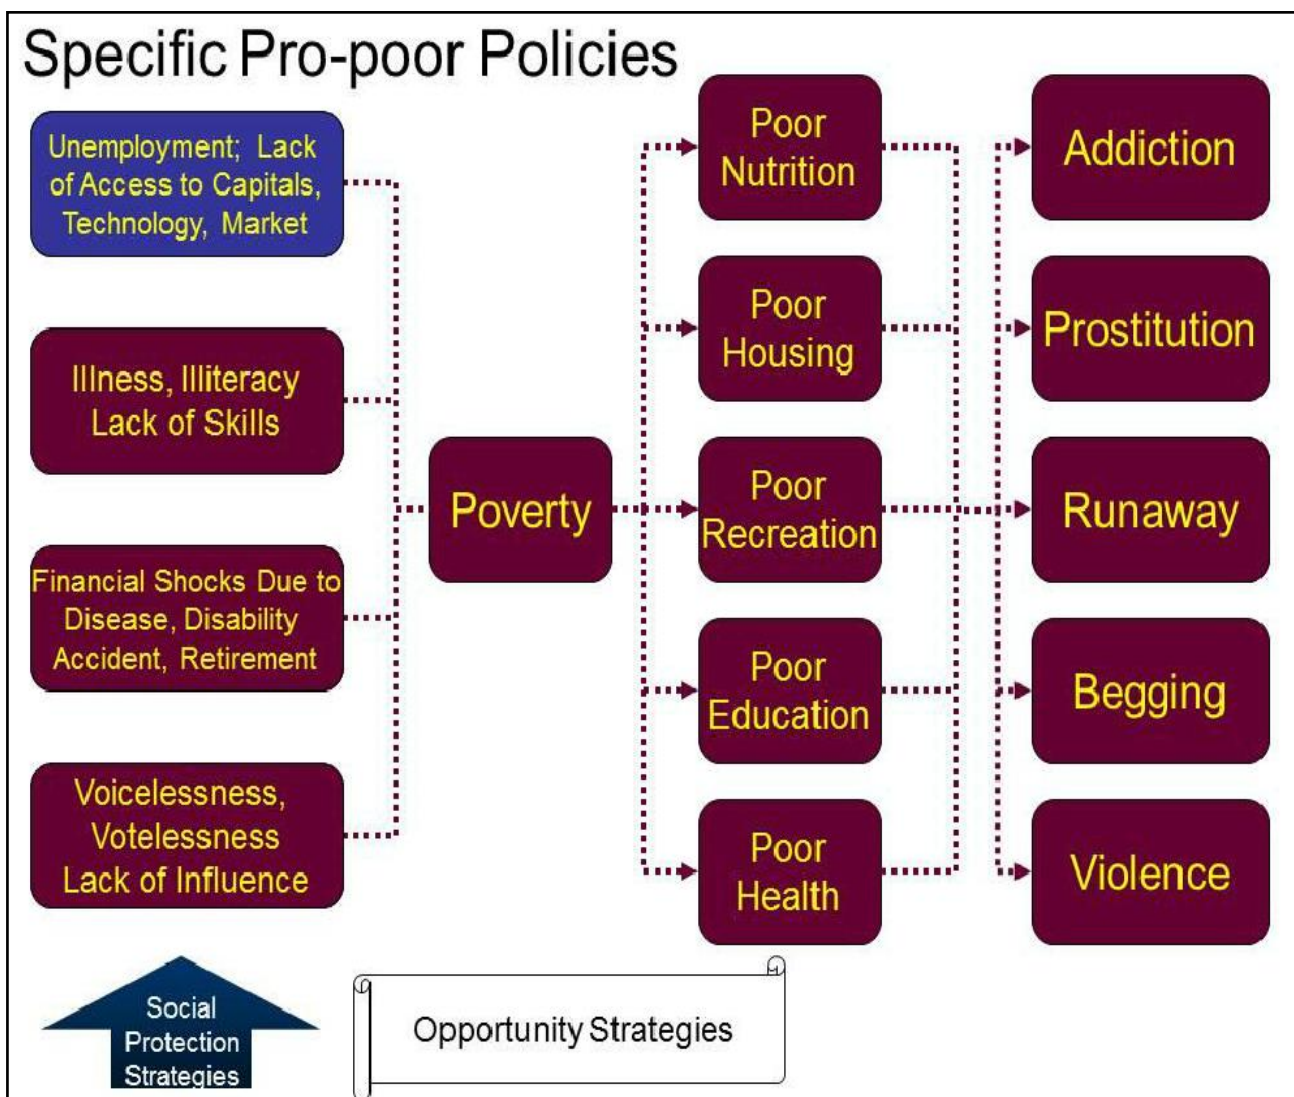 Specific Pro-poor Policies
Unemployment; Lack
of Access to Capitals,
Technology, Market
Illness, Illiteracy
Lack of Skills
Financial Shocks Due to
Disease, Disability
Accident, Retirement
Voicelessness,
Votelessness
Lack of Influence
Poverty
Poor
Nutrition
Poor
Housing
Poor
Recreation
Poor
Education
Poor
Health
Addiction
Prostitution
Runaway
Begging
Violence
Social
Protection
Strategies
Opportunity Strategies